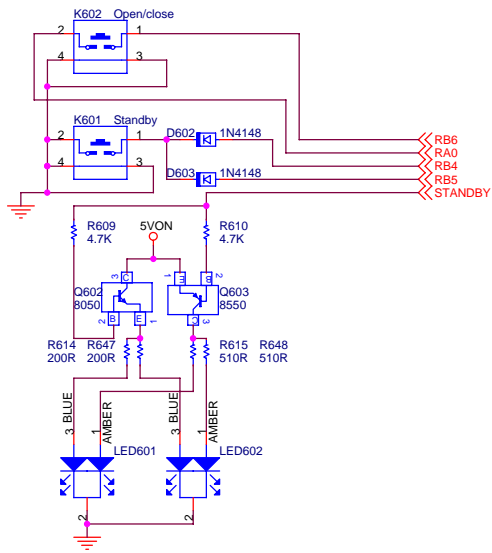 K602 Open/close
2 1
4 3
K601 Standby
2 1
4 3
D602 1N4148
D603 1N4148
RB6
RA0
RB4
RB5
STANDBY
R609
4.7K
5VON
R610
4.7K
3 C
E 1
B 2
Q602
8050
Q603
8550
2 B
E 1
C 3
R614
200R
R647
200R
R615
510R
R648
510R
BLUE
3
AMBER
1
BLUE
3
AMBER
1
LED601
LED602
2
2